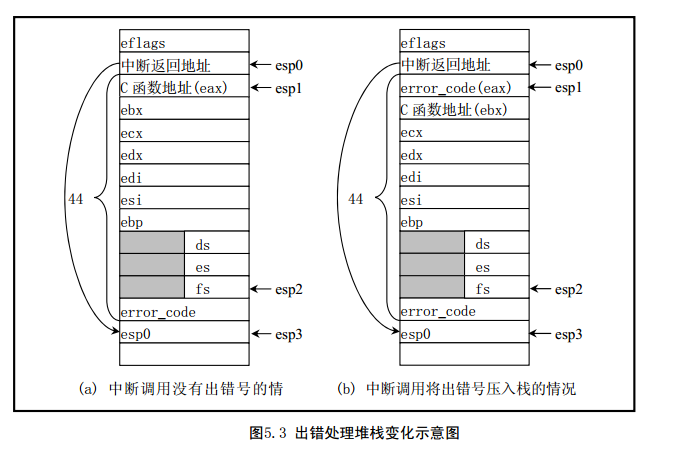 eflags
中断返回地址
esp0
C 函数地址(eax)
esp1
ebx
ecx
edx
edi
esi
44
ebp
ds
es
fs
esp2
error_code
esp0
esp3
(a) 中断调用没有出错号的情
eflags
中断返回地址
esp0
error_code(eax)
esp1
C 函数地址(ebx)
ecx
edx
edi
esi
44
ebp
ds
es
fs
esp2
error_code
esp0
esp3
(b) 中断调用将出错号压入栈的情况
图5.3 出错处理堆栈变化示意图